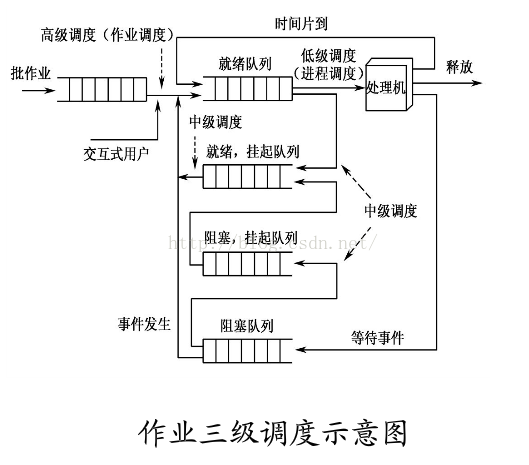 时间片到
高级调度（作业调度）
就绪队列
低级调度
（进程调度）
释放
批作业
处理机
中级调度
交互式用户
就绪，挂起队列
中级调度
http://blog.csdn.net/
阻塞，挂起队列
事件发生
阻塞队列
等待事件
作业三级调度示意图